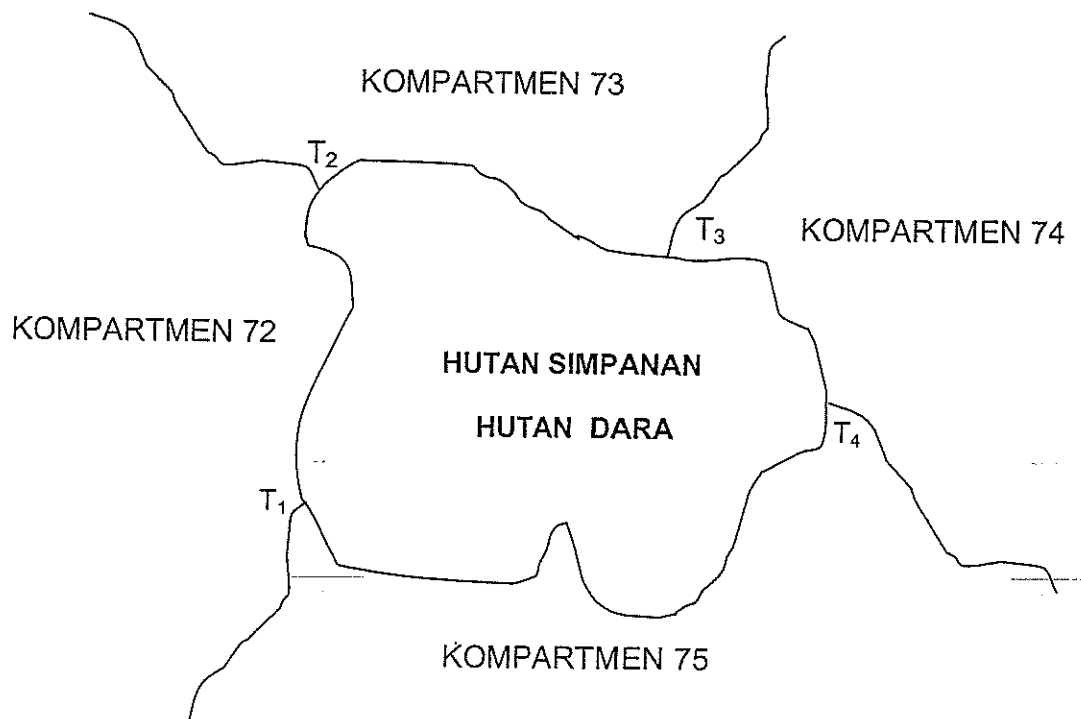 KOMPARTMEN 73
T₂
T₃
KOMPARTMEN 74
KOMPARTMEN 72
HUTAN SIMPANAN
HUTAN DARA
T₄
T₁
KOMPARTMEN 75